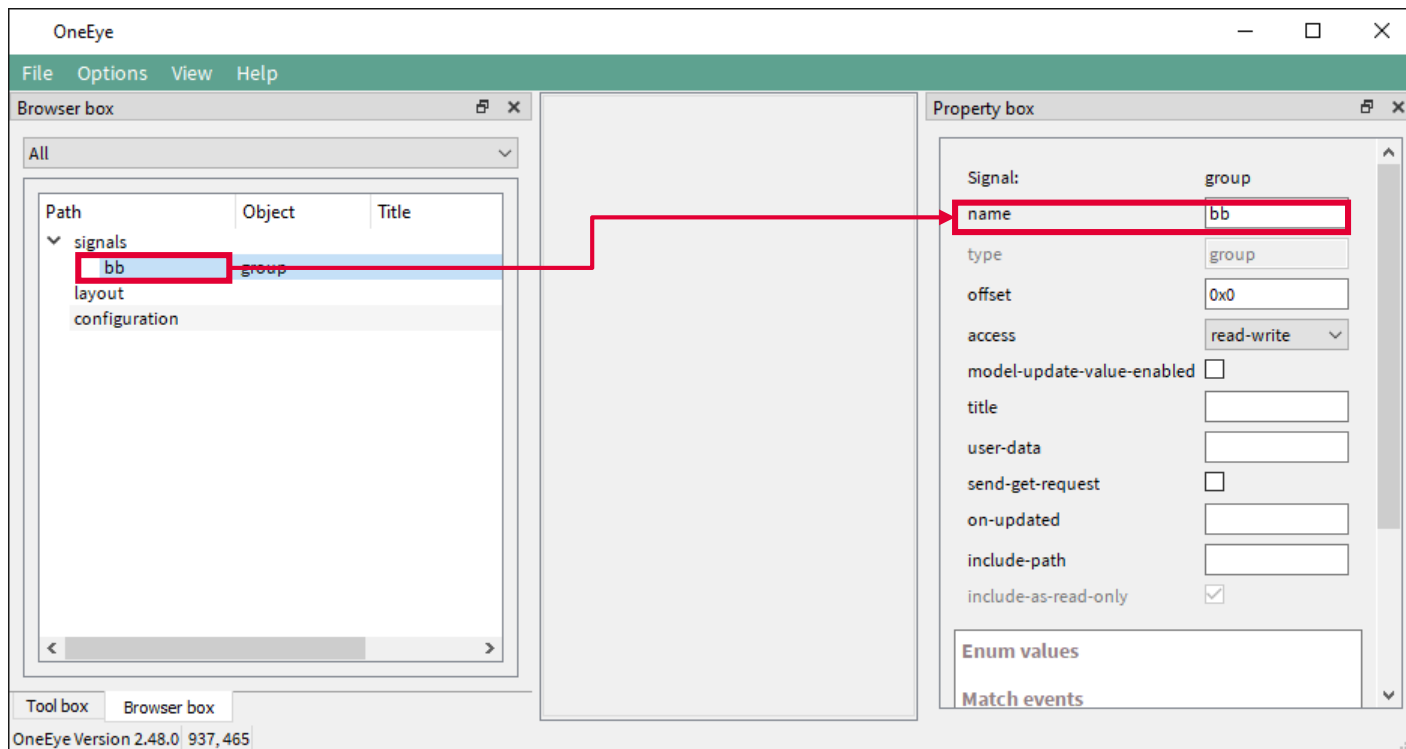 OneEye
File Options View Help
Browser box
All
Path Object Title
signals
bb group
layout
configuration
Tool box Browser box
OneEye Version 2.48.0 937, 465
Property box
Signal: group
name bb
type group
offset 0x0
access read-write
model-update-value-enabled
title
user-data
send-get-request
on-updated
include-path
include-as-read-only
Enum values
Match events